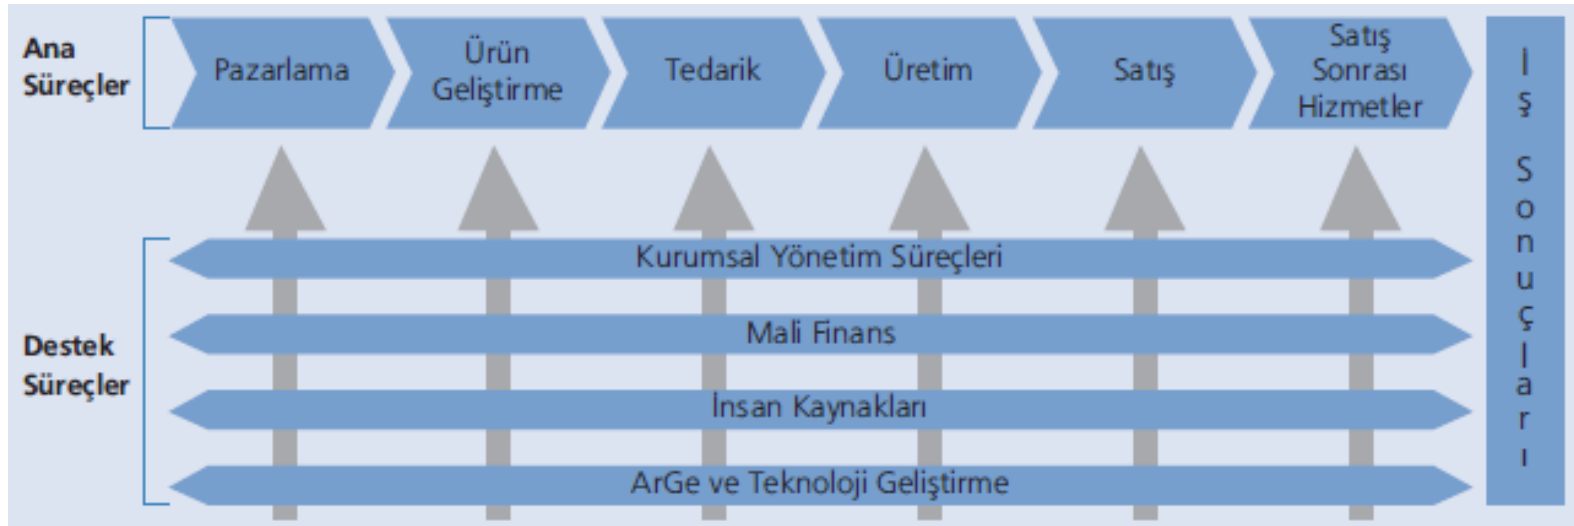 Ana
Süreçler
Pazarlama
Ürün
Geliştirme
Tedarik
Üretim
Satış
Satış
Sonrası
Hizmetler
İş Sonuçları
Destek
Süreçler
Kurumsal Yönetim Süreçleri
Mali Finans
İnsan Kaynakları
ArGe ve Teknoloji Geliştirme